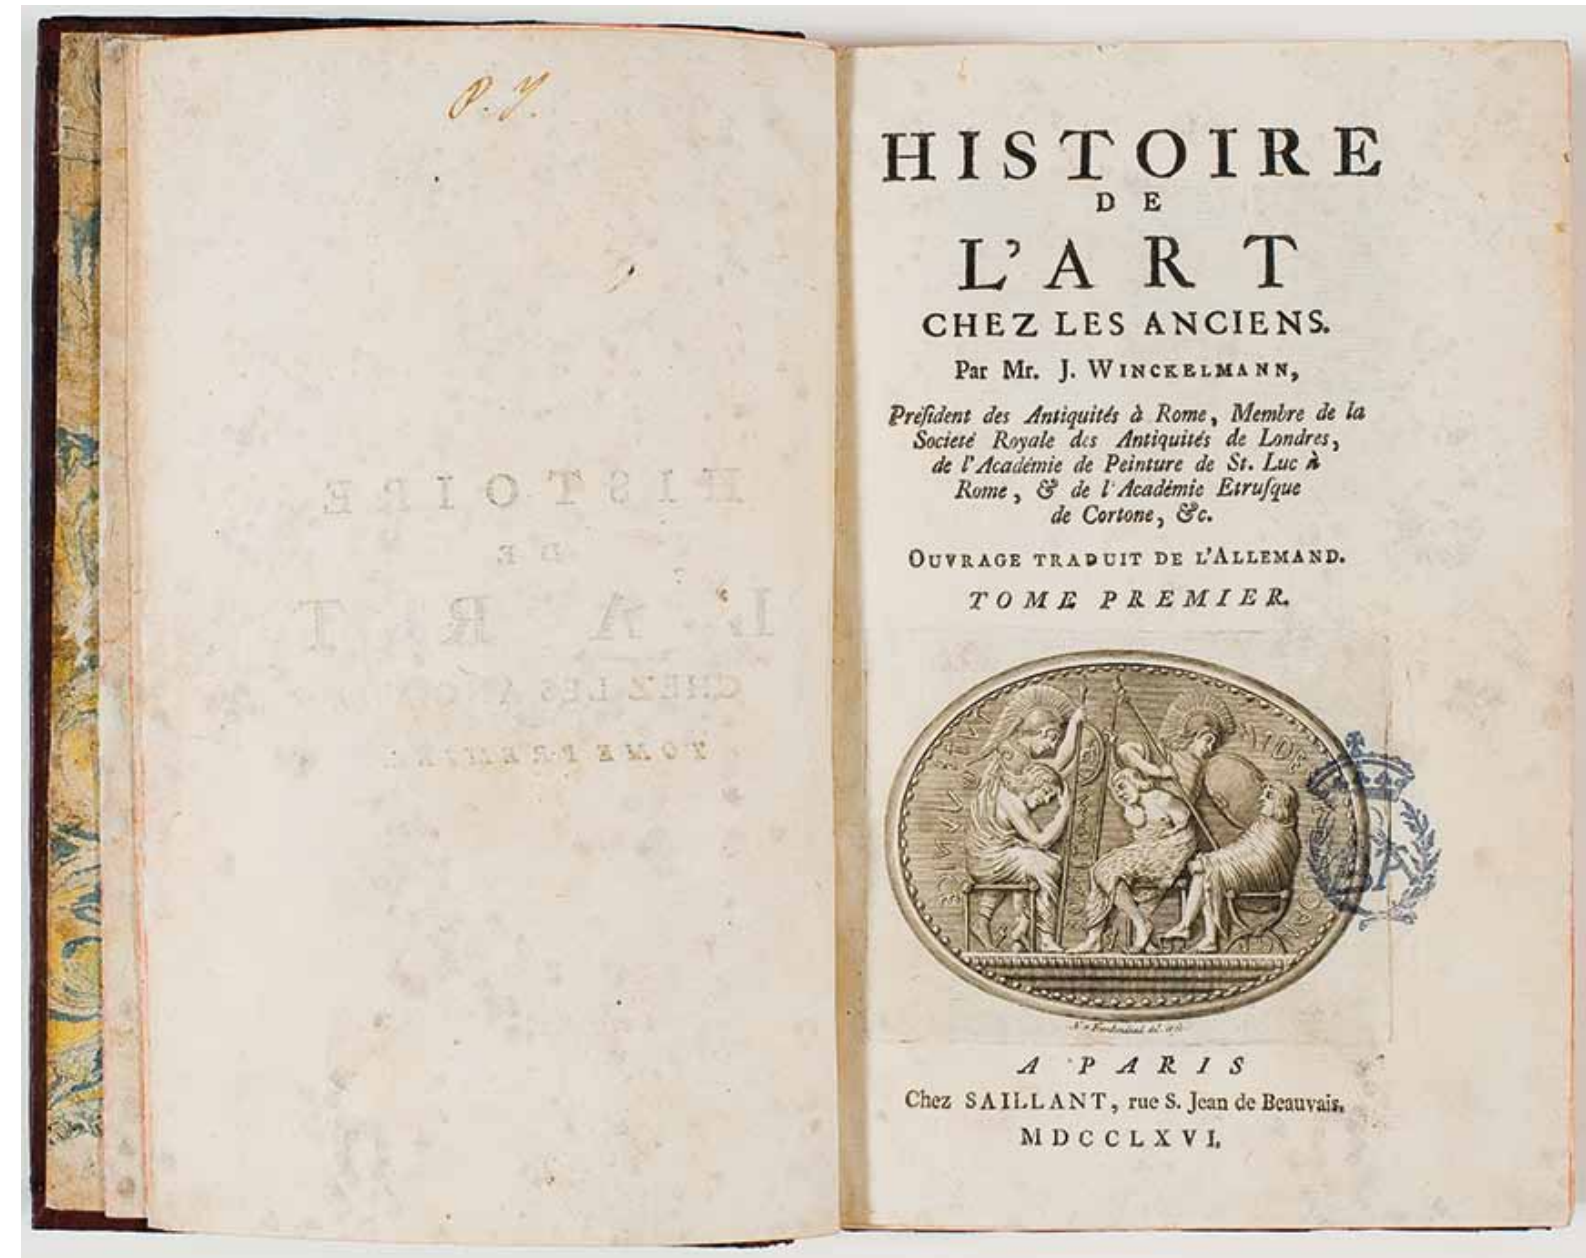 P. Y.
HISTOIRE
DE
L'ART
CHEZ LES ANCIENS.
Par Mr. J. WINCKELMANN,
Préſident des Antiquités à Rome, Membre de la
Societé Royale des Antiquités de Londres,
de l'Académie de Peinture de St. Luc à
Rome, & de l'Académie Etruſque
de Cortone, &c.
OUVRAGE TRADUIT DE L'ALLEMAND.
TOME PREMIER.
A PARIS
Chez SAILLANT, rue S. Jean de Beauvais.
MDCCLXVI.